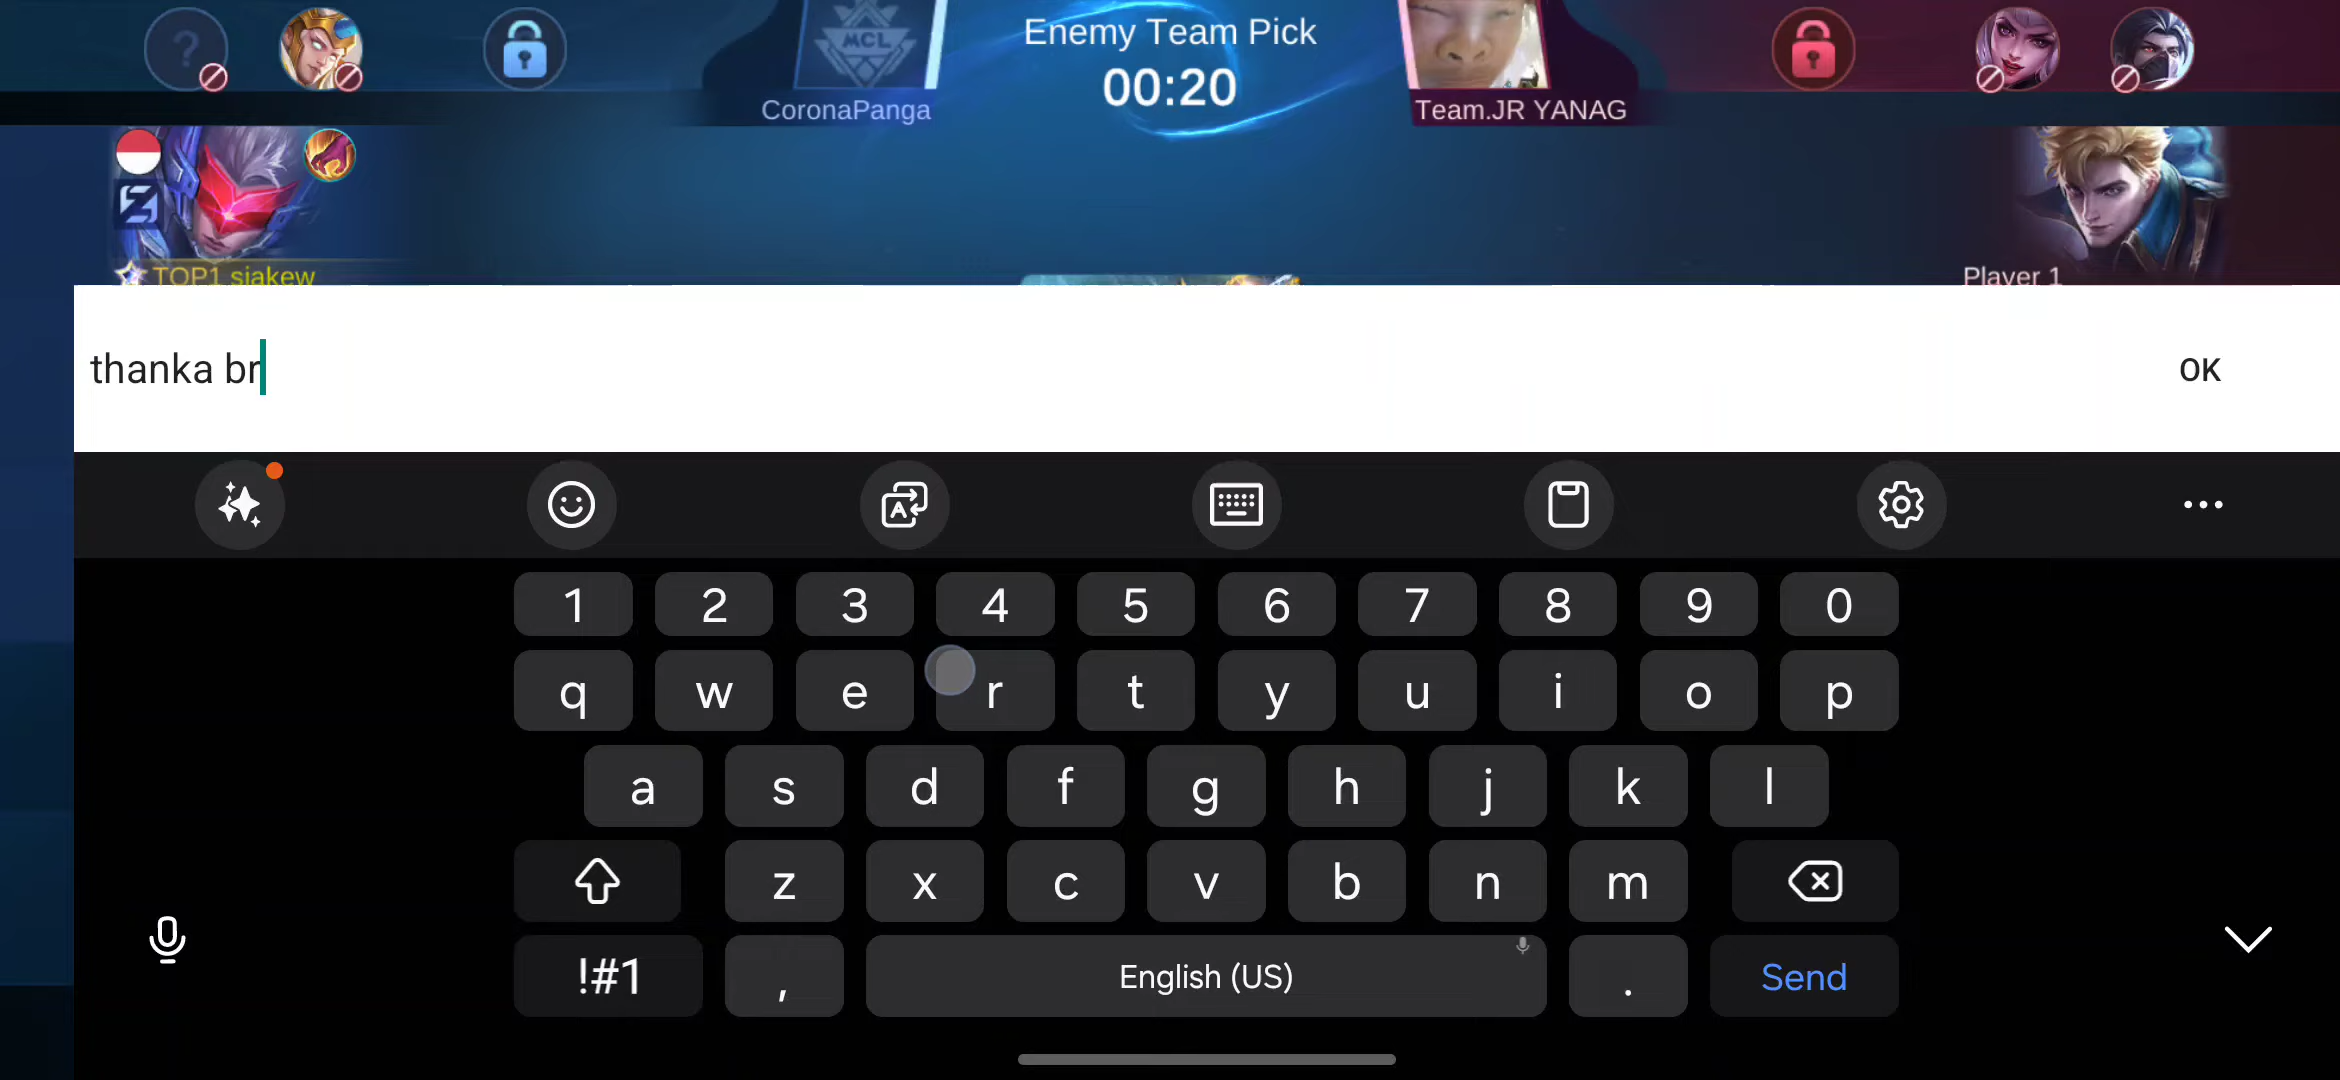 ?
MCL
Enemy Team Pick
00:20
CoronaPanga
Team.JR YANAG
TOP1 siakew
Player 1
thanka br
OK
A
1 2 3 4 5 6 7 8 9 0
q w e r t y u i o p
a s d f g h j k l
z x c v b n m
!#1 , English (US) . Send